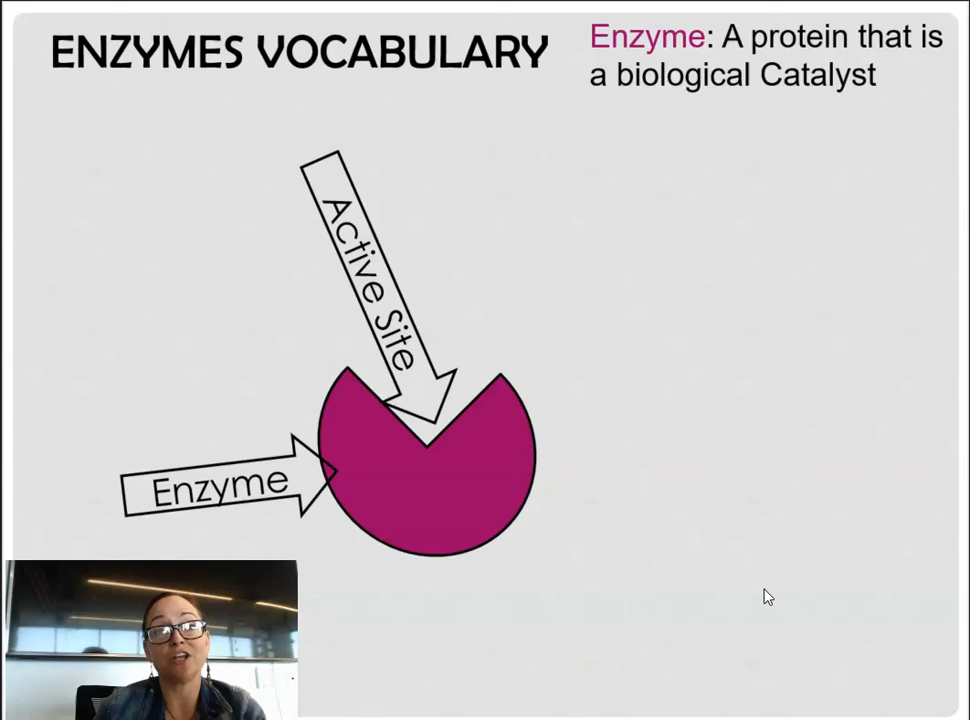 ENZYMES VOCABULARY
Enzyme: A protein that is
a biological Catalyst
Active Site
Enzyme